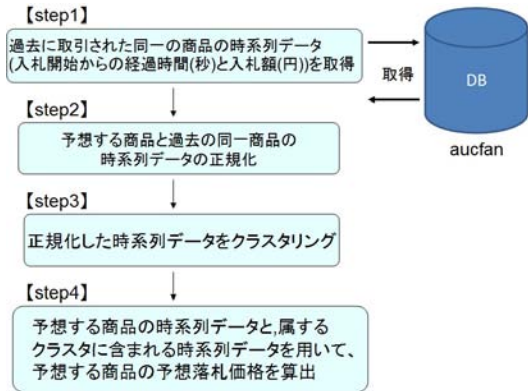 【step1】
過去に取引された同一の商品の時系列データ
(入札開始からの経過時間(秒)と入札額(円))を取得
取得
DB
aucfan
【step2】
予想する商品と過去の同一商品の
時系列データの正規化
【step3】
正規化した時系列データをクラスタリング
【step4】
予想する商品の時系列データと,属する
クラスタに含まれる時系列データを用いて、
予想する商品の予想落札価格を算出